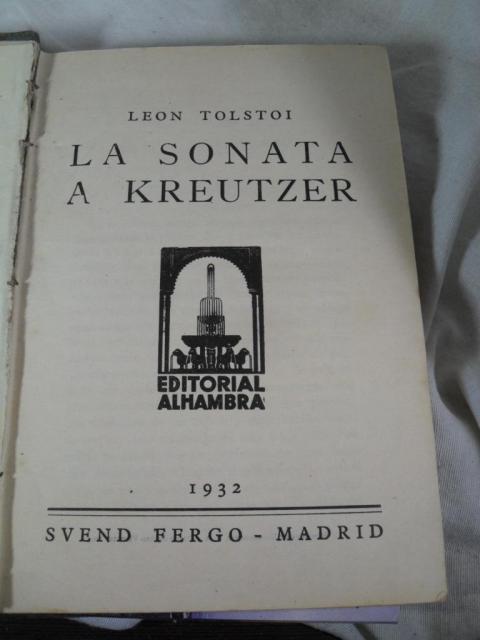 LEON TOLSTOI
LA SONATA
A KREUTZER
EDITORIAL
ALHAMBRA
1932
SVEND FERGO - MADRID